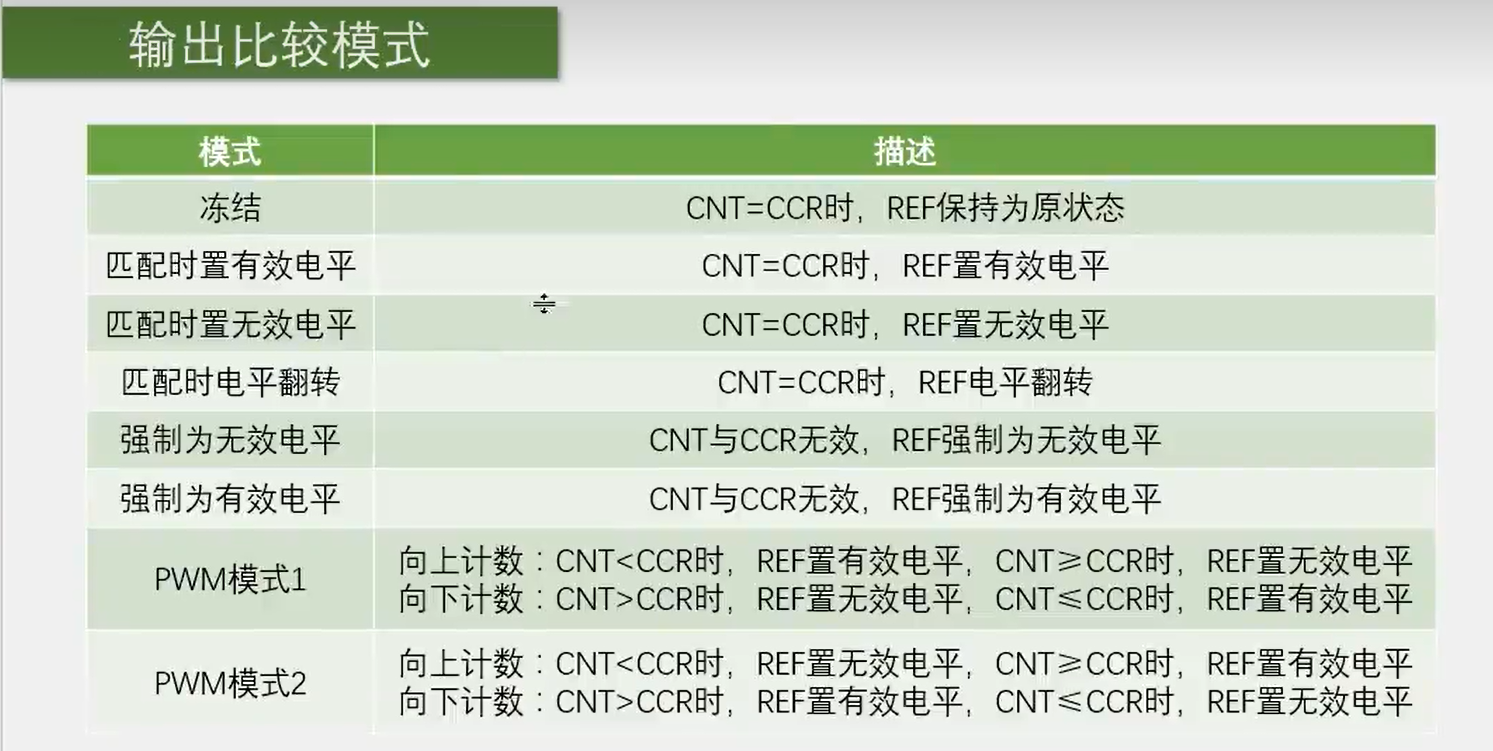 输出比较模式
模式 描述
冻结 CNT=CCR时，REF保持为原状态
匹配时置有效电平 CNT=CCR时，REF置有效电平
匹配时置无效电平 CNT=CCR时，REF置无效电平
匹配时电平翻转 CNT=CCR时，REF电平翻转
强制为无效电平 CNT与CCR无效，REF强制为无效电平
强制为有效电平 CNT与CCR无效，REF强制为有效电平
PWM模式1
向上计数：CNT<CCR时，REF置有效电平，CNT≥CCR时，REF置无效电平
向下计数：CNT>CCR时，REF置无效电平，CNT≤CCR时，REF置有效电平
PWM模式2
向上计数：CNT<CCR时，REF置无效电平，CNT≥CCR时，REF置有效电平
向下计数：CNT>CCR时，REF置有效电平，CNT≤CCR时，REF置无效电平